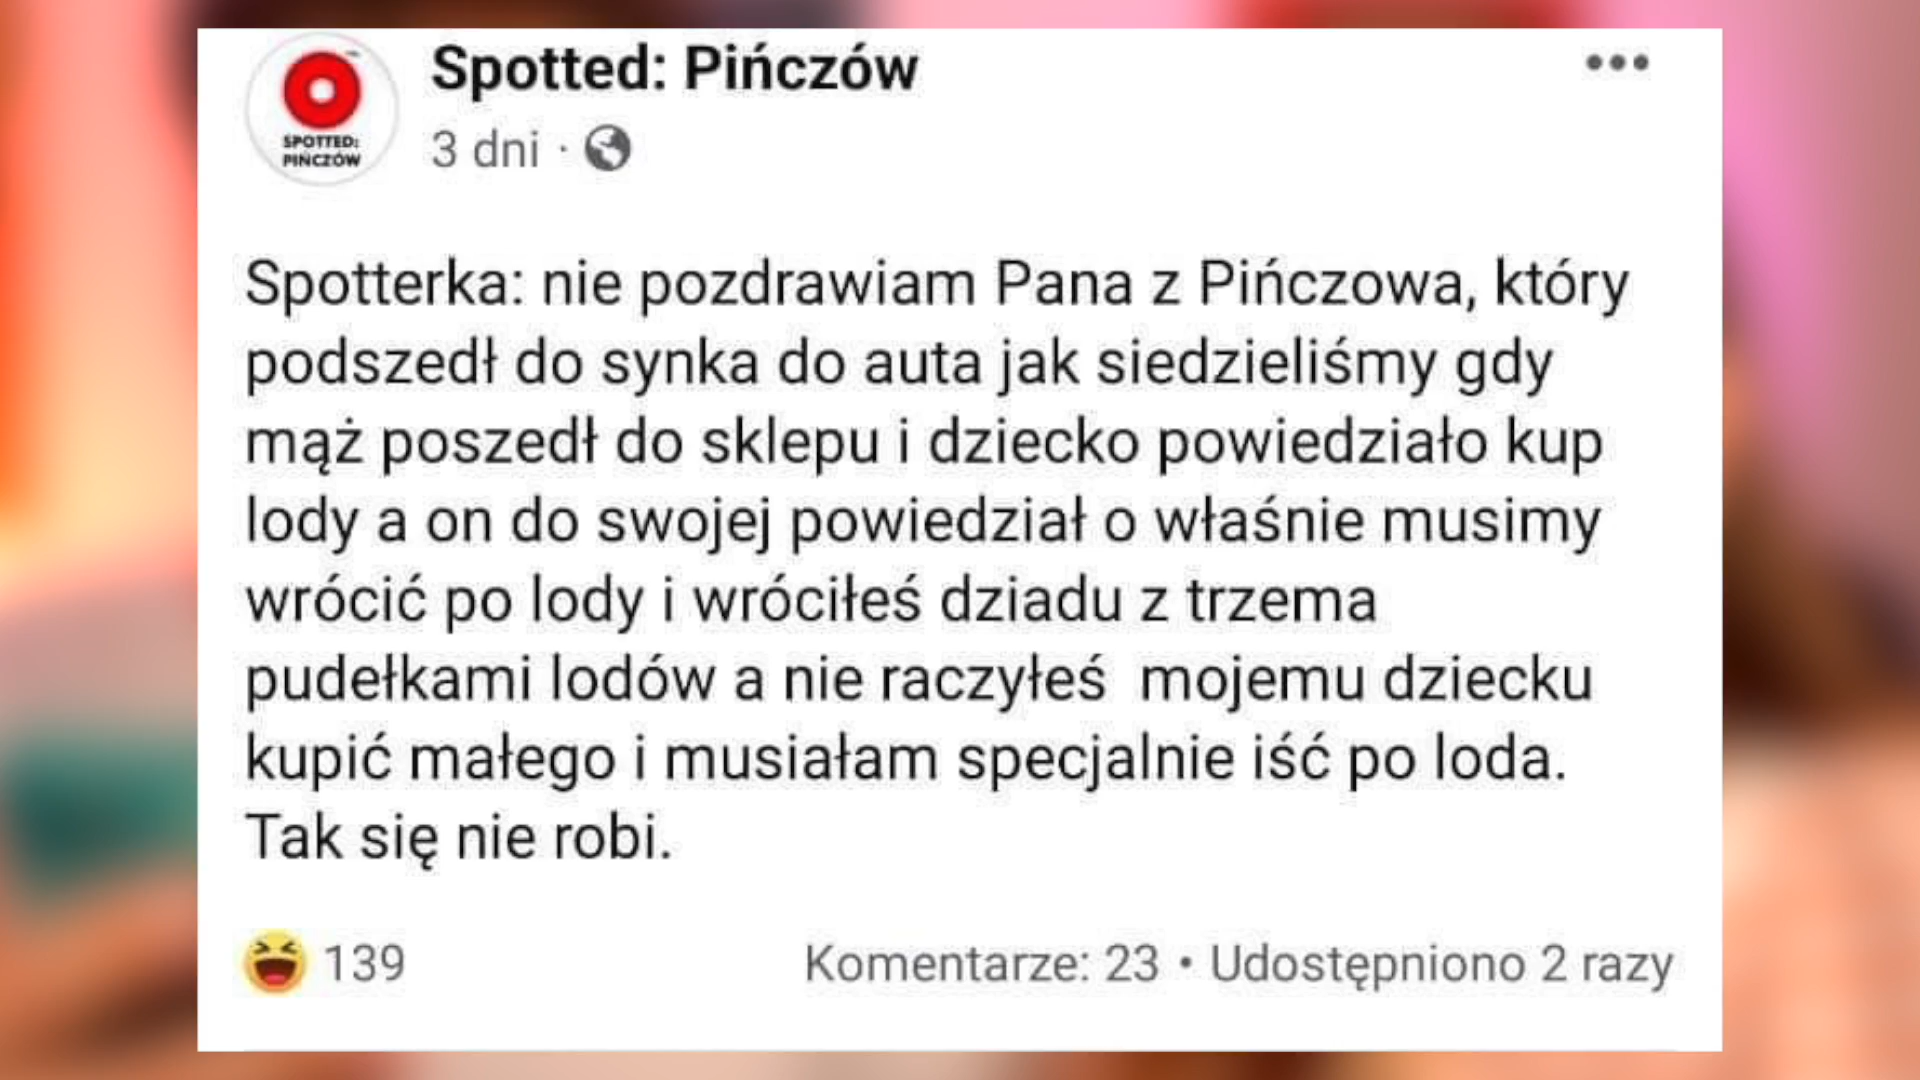 Spotted: Pińczów
SPOTTED:
PIŃCZÓW
3 dni ·
Spotterka: nie pozdrawiam Pana z Pińczowa, który
podszedł do synka do auta jak siedzieliśmy gdy
mąż poszedł do sklepu i dziecko powiedziało kup
lody a on do swojej powiedział o właśnie musimy
wrócić po lody i wróciłeś dziadu z trzema
pudełkami lodów a nie raczyłeś  mojemu dziecku
kupić małego i musiałam specjalnie iść po loda.
Tak się nie robi.
139
Komentarze: 23 • Udostępniono 2 razy